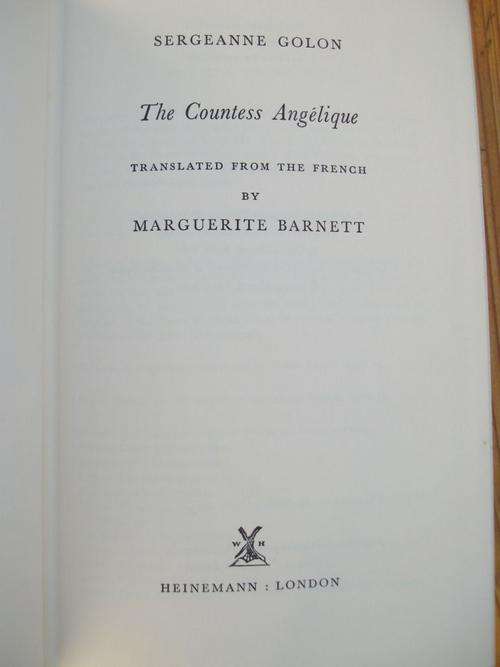 SERGEANNE GOLON
The Countess Angélique
TRANSLATED FROM THE FRENCH
BY
MARGUERITE BARNETT
W H
HEINEMANN : LONDON